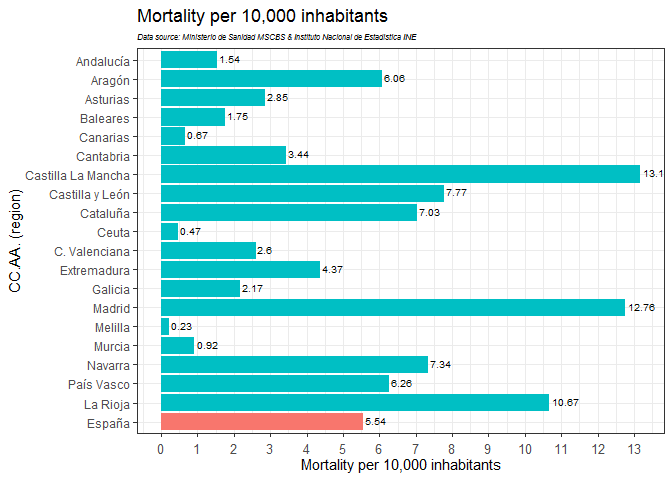 Mortality per 10,000 inhabitants
Data source: Ministerio de Sanidad MSCBS & Instituto Nacional de Estadística INE
CC.AA. (region)
Andalucía 1.54
Aragón 6.06
Asturias 2.85
Baleares 1.75
Canarias 0.67
Cantabria 3.44
Castilla La Mancha 13.1
Castilla y León 7.77
Cataluña 7.03
Ceuta 0.47
C. Valenciana 2.6
Extremadura 4.37
Galicia 2.17
Madrid 12.76
Melilla 0.23
Murcia 0.92
Navarra 7.34
País Vasco 6.26
La Rioja 10.67
España 5.54
0 1 2 3 4 5 6 7 8 9 10 11 12 13
Mortality per 10,000 inhabitants